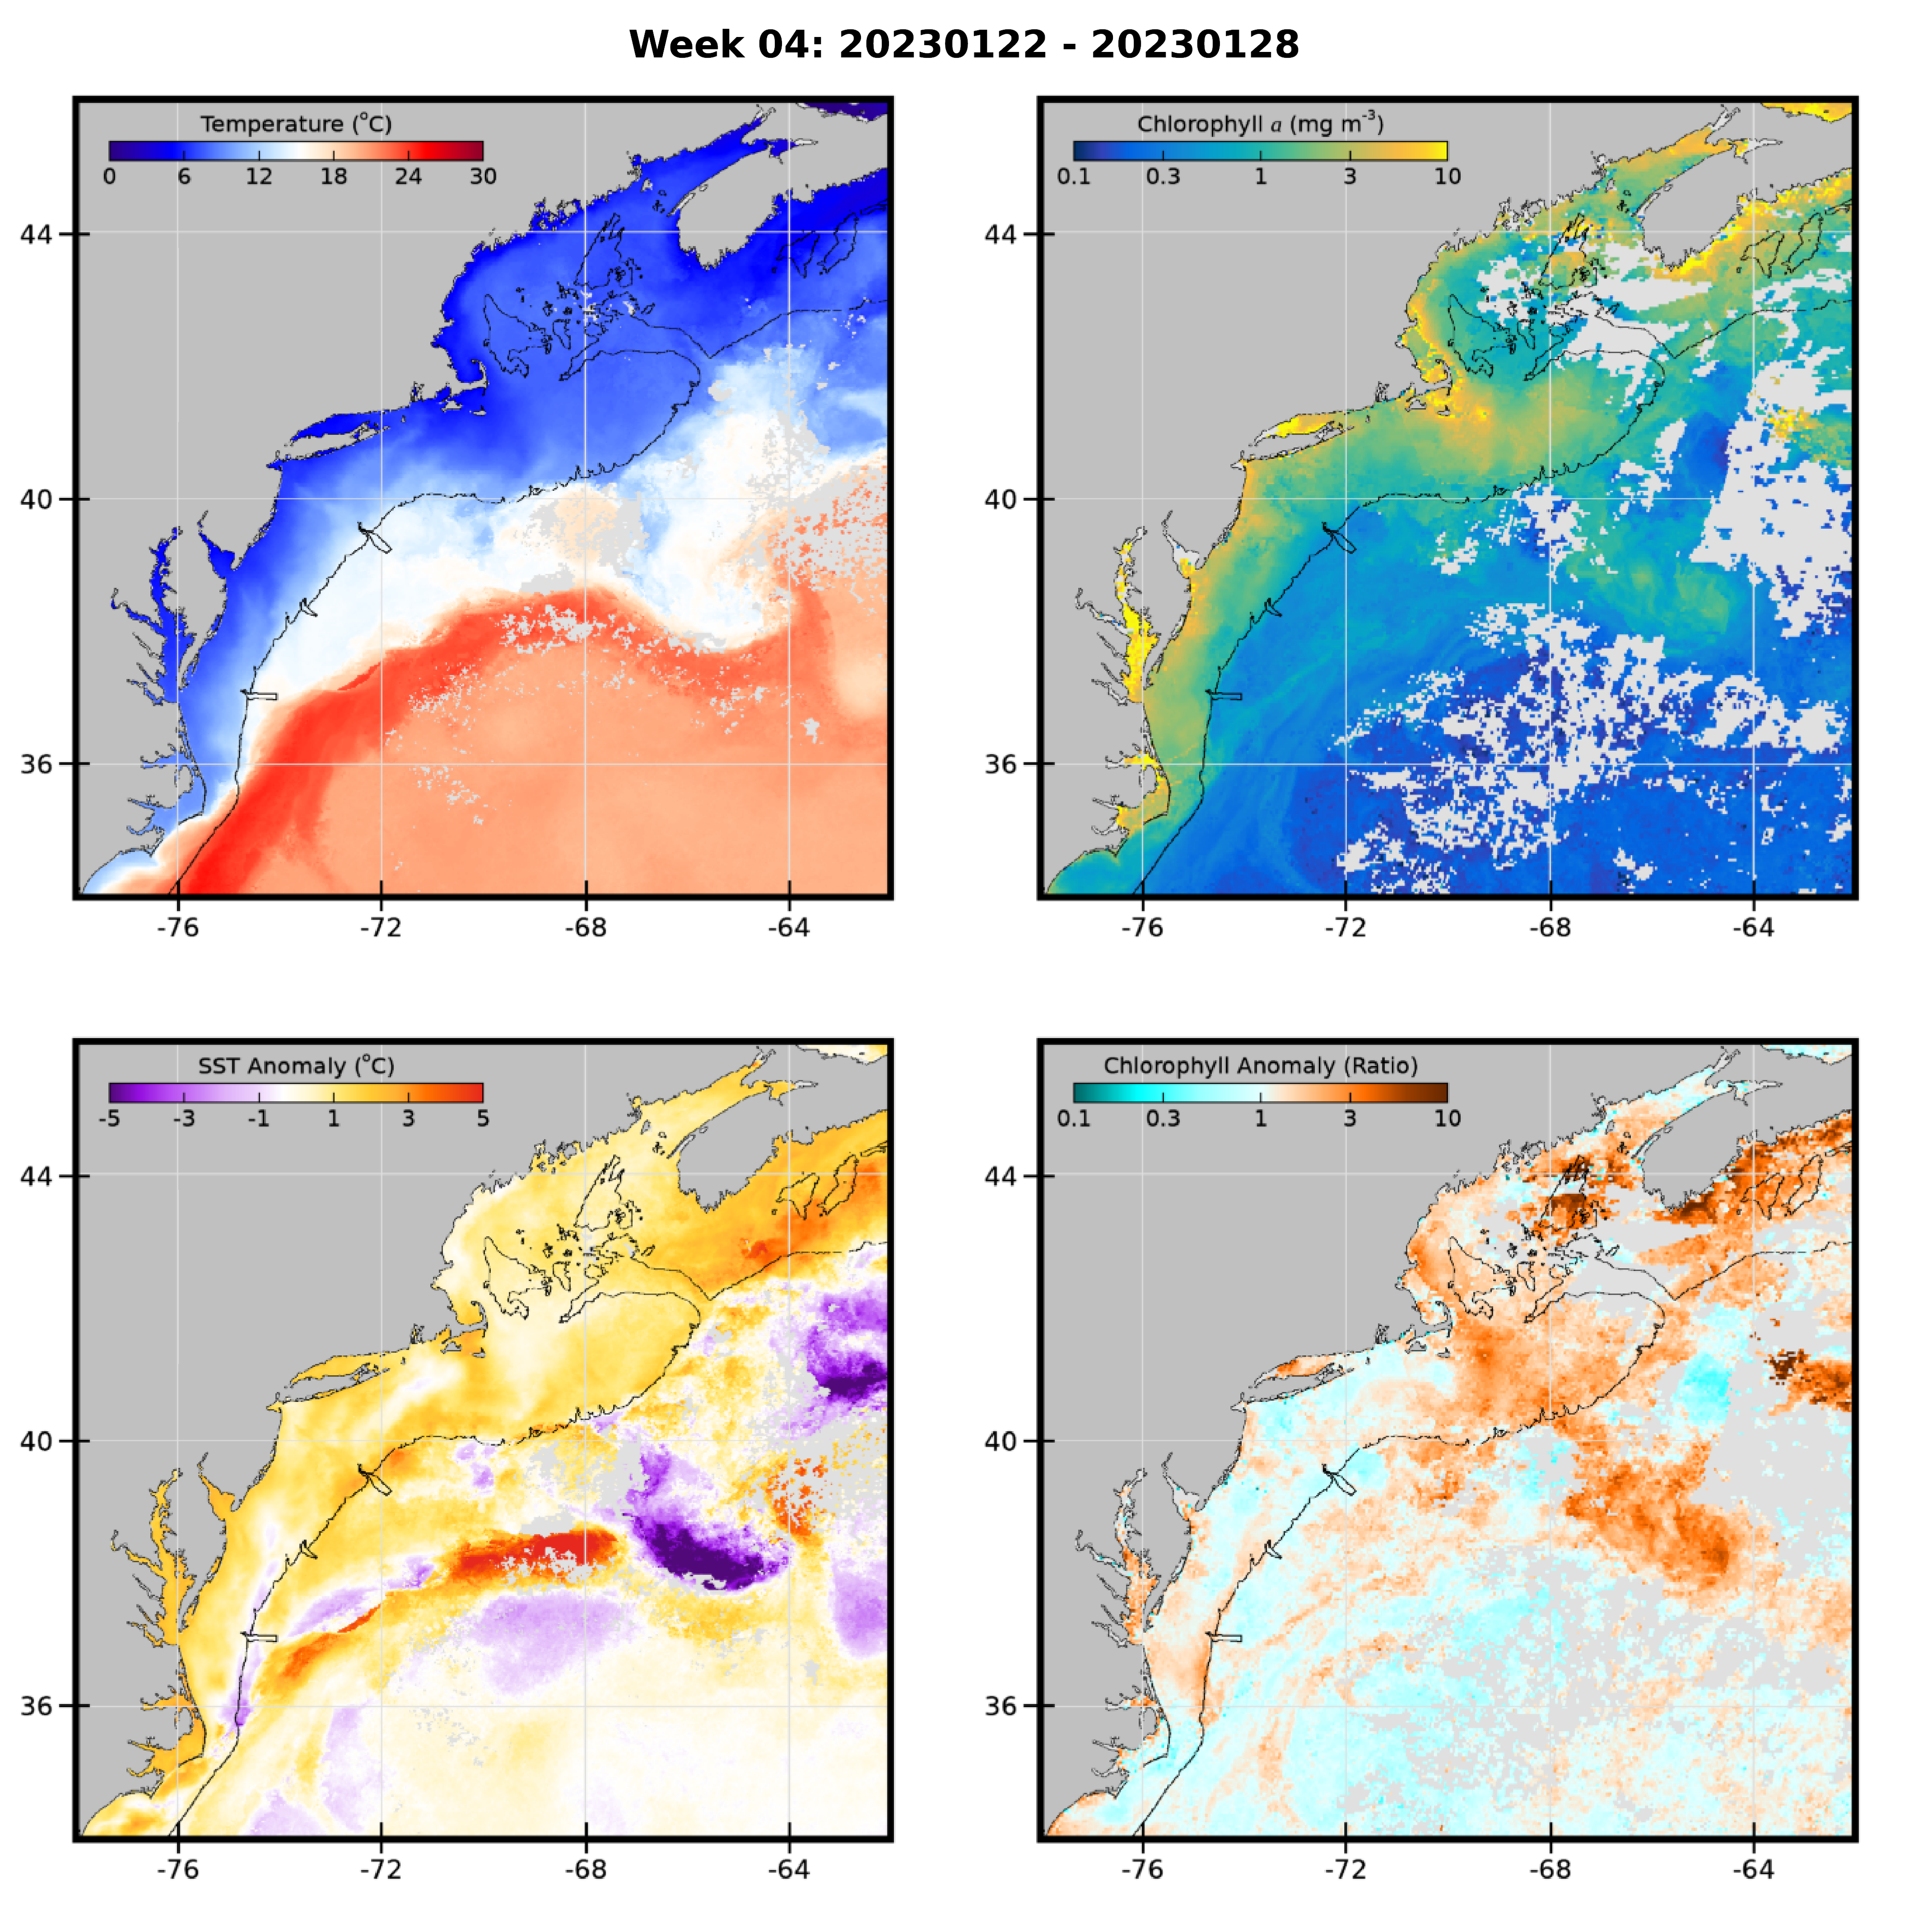 Week 04: 20230122 - 20230128
Temperature (°C)
0 6 12 18 24 30
44
40
36
-76 -72 -68 -64
Chlorophyll a (mg m⁻³)
0.1 0.3 1 3 10
44
40
36
-76 -72 -68 -64
SST Anomaly (°C)
-5 -3 -1 1 3 5
44
40
36
-76 -72 -68 -64
Chlorophyll Anomaly (Ratio)
0.1 0.3 1 3 10
44
40
36
-76 -72 -68 -64